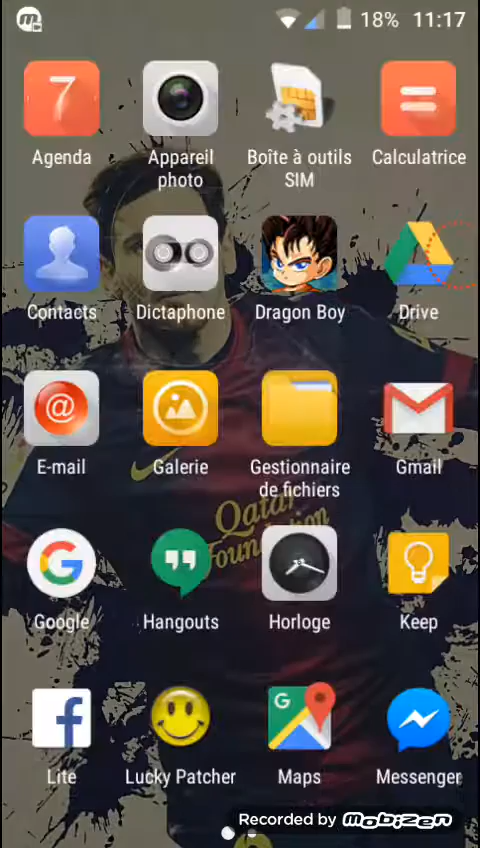 18% 11:17
7
Agenda
Appareil
photo
Boîte à outils
SIM
Calculatrice
Contacts
Dictaphone
Dragon Boy
Drive
@
E-mail
Galerie
Gestionnaire
de fichiers
Gmail
Qatar
Foundation
G
Google
Hangouts
Horloge
Keep
f
Lite
Lucky Patcher
G
Maps
Messenger
Recorded by Mobizen